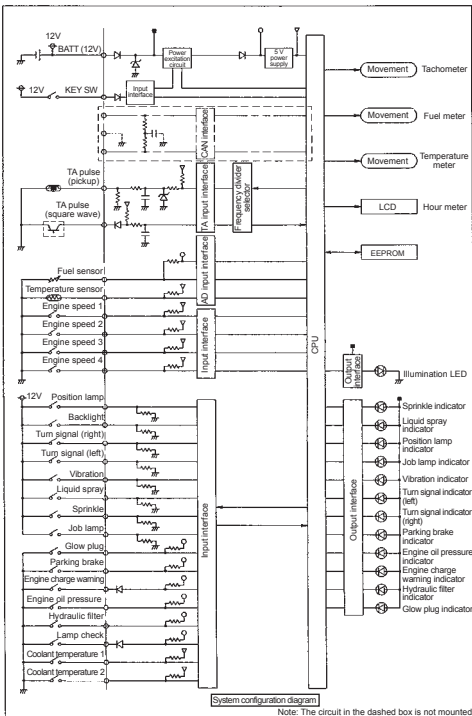 12V
BATT (12V)
Power excitation circuit
5 V power supply
12V
KEY SW
Input interface
CAN interface
TA pulse (pickup)
TA pulse (square wave)
TA input interface
Frequency divider selector
Fuel sensor
Temperature sensor
AD input interface
Engine speed 1
Engine speed 2
Engine speed 3
Engine speed 4
Input interface
CPU
Movement
Tachometer
Movement
Fuel meter
Movement
Temperature meter
LCD
Hour meter
EEPROM
Output interface
Illumination LED
12V
Position lamp
Backlight
Turn signal (right)
Turn signal (left)
Vibration
Liquid spray
Sprinkle
Job lamp
Glow plug
Parking brake
Engine charge warning
Engine oil pressure
Hydraulic filter
Lamp check
Coolant temperature 1
Coolant temperature 2
Input interface
Output interface
Sprinkle indicator
Liquid spray indicator
Position lamp indicator
Job lamp indicator
Vibration indicator
Turn signal indicator (left)
Turn signal indicator (right)
Parking brake indicator
Engine oil pressure indicator
Engine charge warning indicator
Hydraulic filter indicator
Glow plug indicator
System configuration diagram
Note: The circuit in the dashed box is not mounted